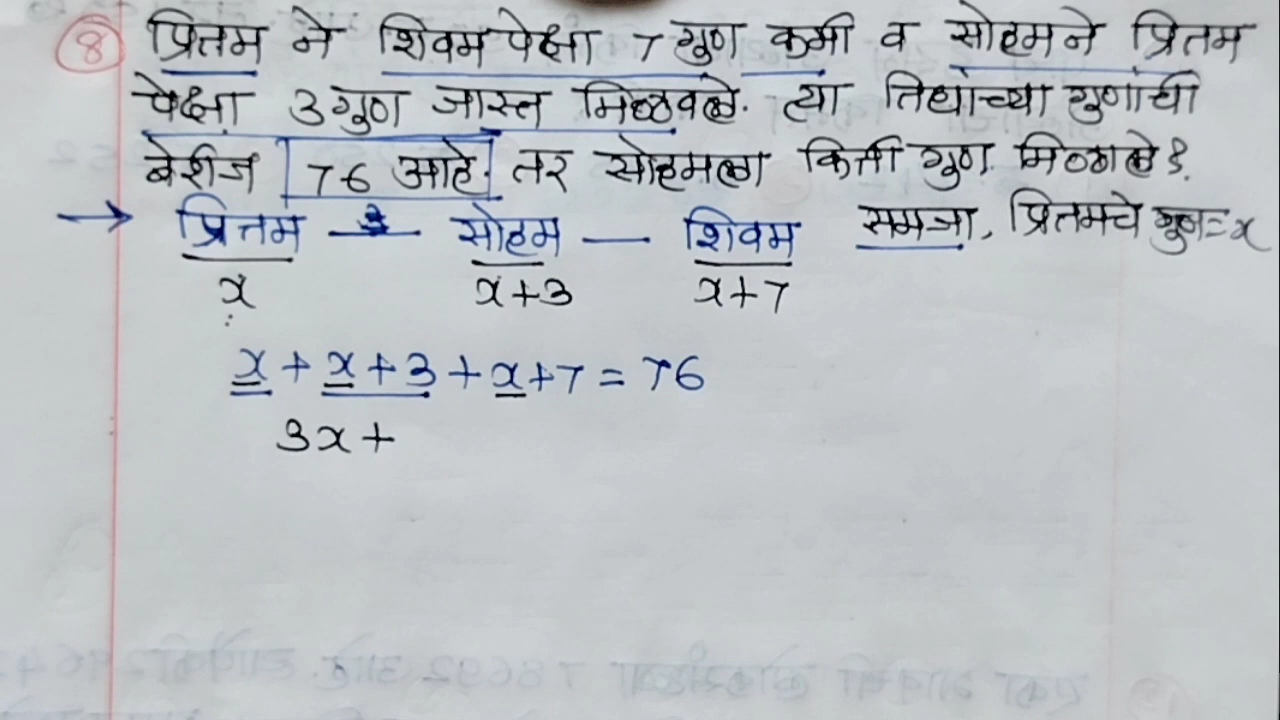 8 प्रितम ने शिवम पेक्षा 7 गुण कमी व सोहमने प्रितम
पेक्षा 3 गुण जास्त मिळवले. त्या तिघांच्या गुणांची
बेरीज 76 आहे. तर सोहमला किती गुण मिळाले?
→ प्रितम — सोहम — शिवम समजा, प्रितमचे गुण = x
x x+3 x+7
x + x + 3 + x + 7 = 76
3x +